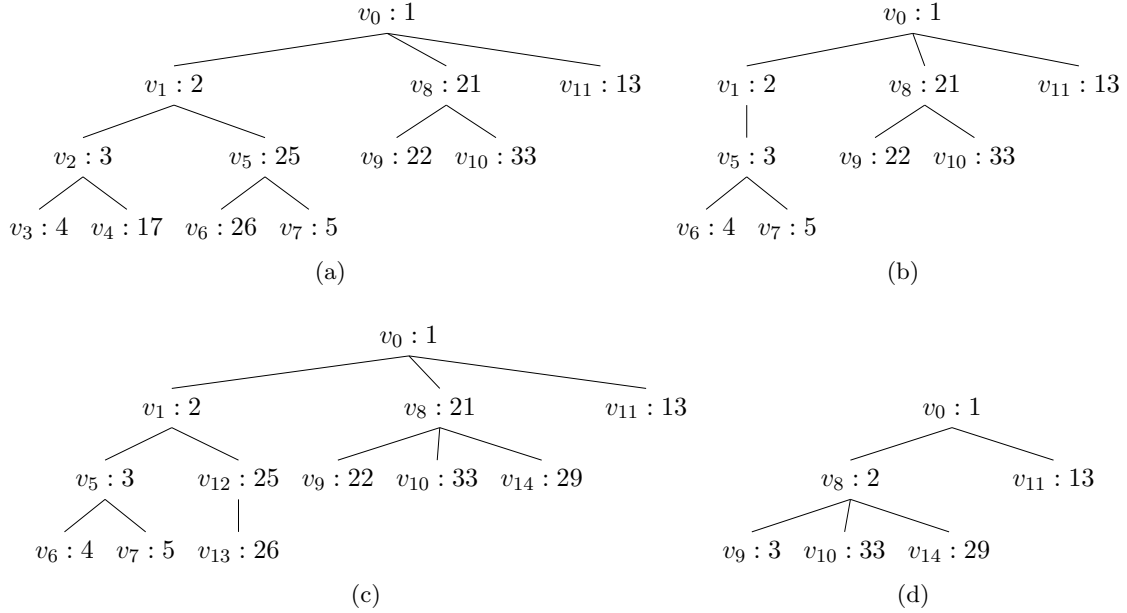 v₀ : 1 v₀ : 1
v₁ : 2 v₈ : 21 v₁₁ : 13 v₁ : 2 v₈ : 21 v₁₁ : 13
v₂ : 3 v₅ : 25 v₉ : 22 v₁₀ : 33 v₅ : 3 v₉ : 22 v₁₀ : 33
v₃ : 4 v₄ : 17 v₆ : 26 v₇ : 5 v₆ : 4 v₇ : 5
(a) (b)
v₀ : 1
v₁ : 2 v₈ : 21 v₁₁ : 13 v₀ : 1
v₅ : 3 v₁₂ : 25 v₉ : 22 v₁₀ : 33 v₁₄ : 29 v₈ : 2 v₁₁ : 13
v₆ : 4 v₇ : 5 v₁₃ : 26 v₉ : 3 v₁₀ : 33 v₁₄ : 29
(c) (d)